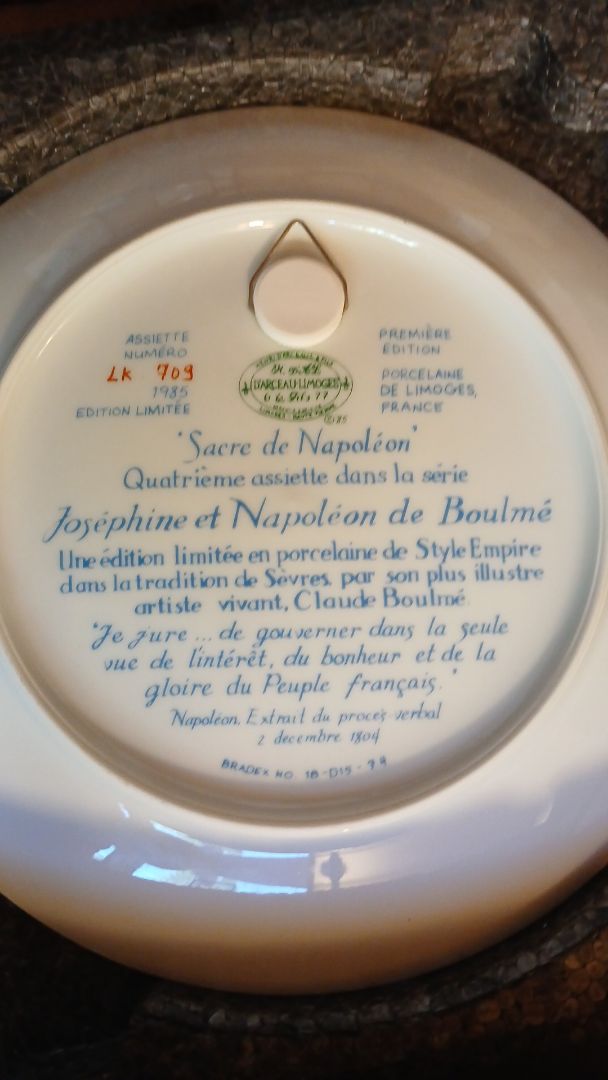 ASSIETTE
NUMÉRO
LK 709
1985
EDITION LIMITÉE
D'ARCEAU-LIMOGES
PREMIÈRE
ÉDITION
PORCELAINE
DE LIMOGES,
FRANCE
'Sacre de Napoléon'
Quatrième assiette dans la série
Joséphine et Napoléon de Boulmé
Une édition limitée en porcelaine de Style Empire
dans la tradition de Sèvres, par son plus illustre
artiste vivant, Claude Boulmé.
"Je jure ... de gouverner dans la seule
vue de l'intérêt, du bonheur et de la
gloire du Peuple français."
Napoléon, Extrait du procès verbal
2 decembre 1804
BRADEX NO. 18-D15-